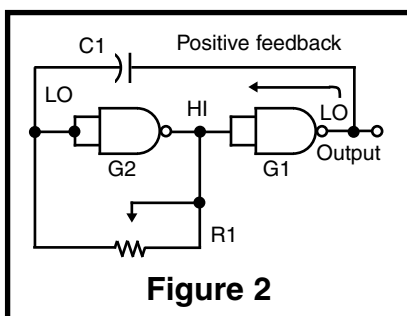 C1
Positive feedback
LO
HI
LO
G2
G1
Output
R1
Figure 2